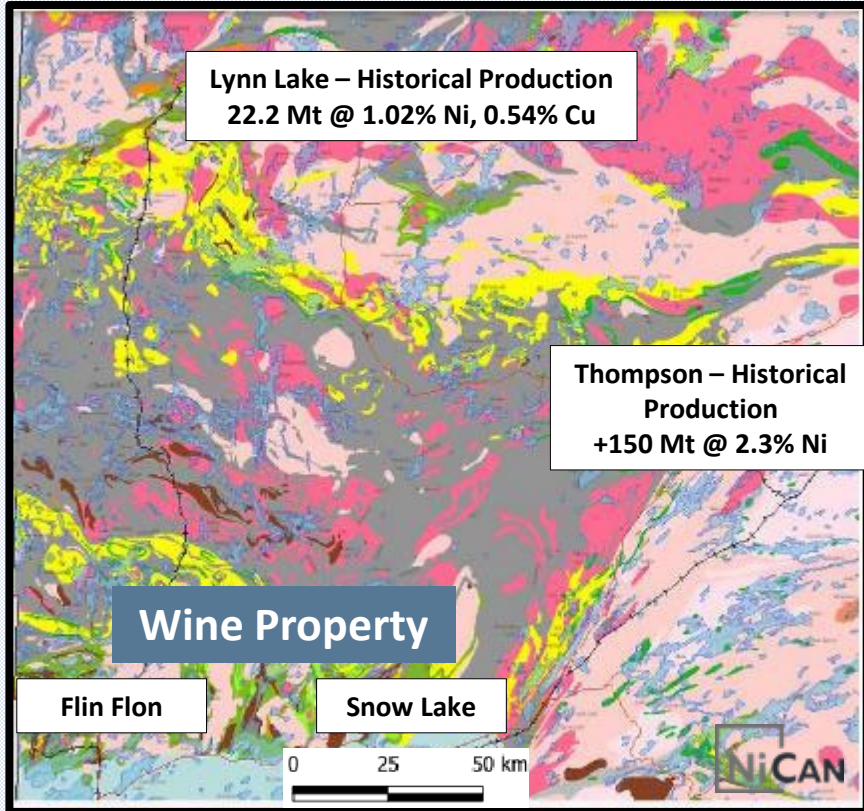 Lynn Lake – Historical Production
22.2 Mt @ 1.02% Ni, 0.54% Cu
Thompson – Historical
Production
+150 Mt @ 2.3% Ni
Wine Property
Flin Flon
Snow Lake
0 25 50 km
NiCAN